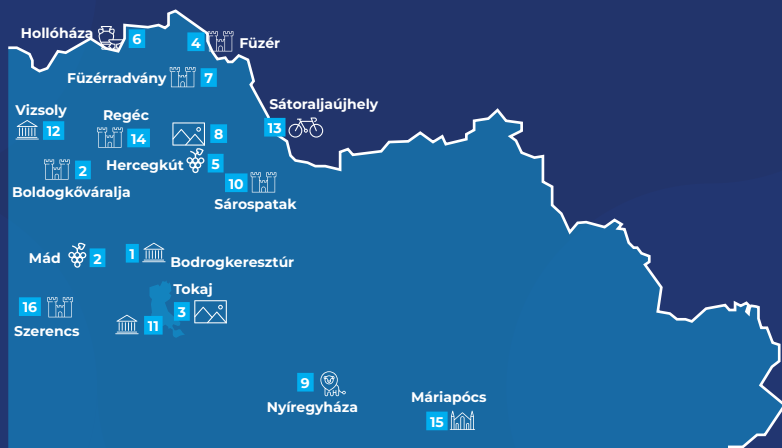 Hollóháza 6
4 Füzér
Füzérradvány 7
Vizsoly
12
Regéc
14
8
Sátoraljaújhely
13
Hercegkút 5
2
Boldogkőváralja
10
Sárospatak
Mád 2
1 Bodrogkeresztúr
Tokaj
3
16
Szerencs
11
9
Nyíregyháza
Máriapócs
15